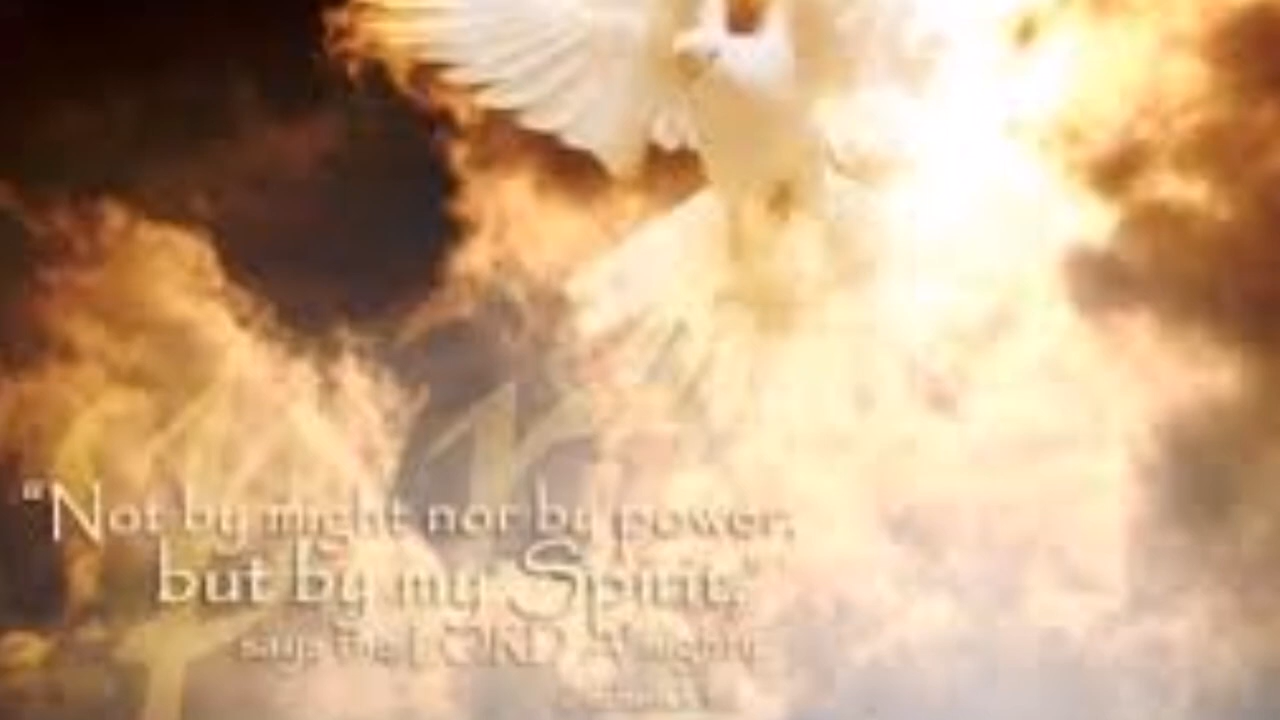 “Not by might nor by power,
but by my Spirit,”
says the LORD Almighty